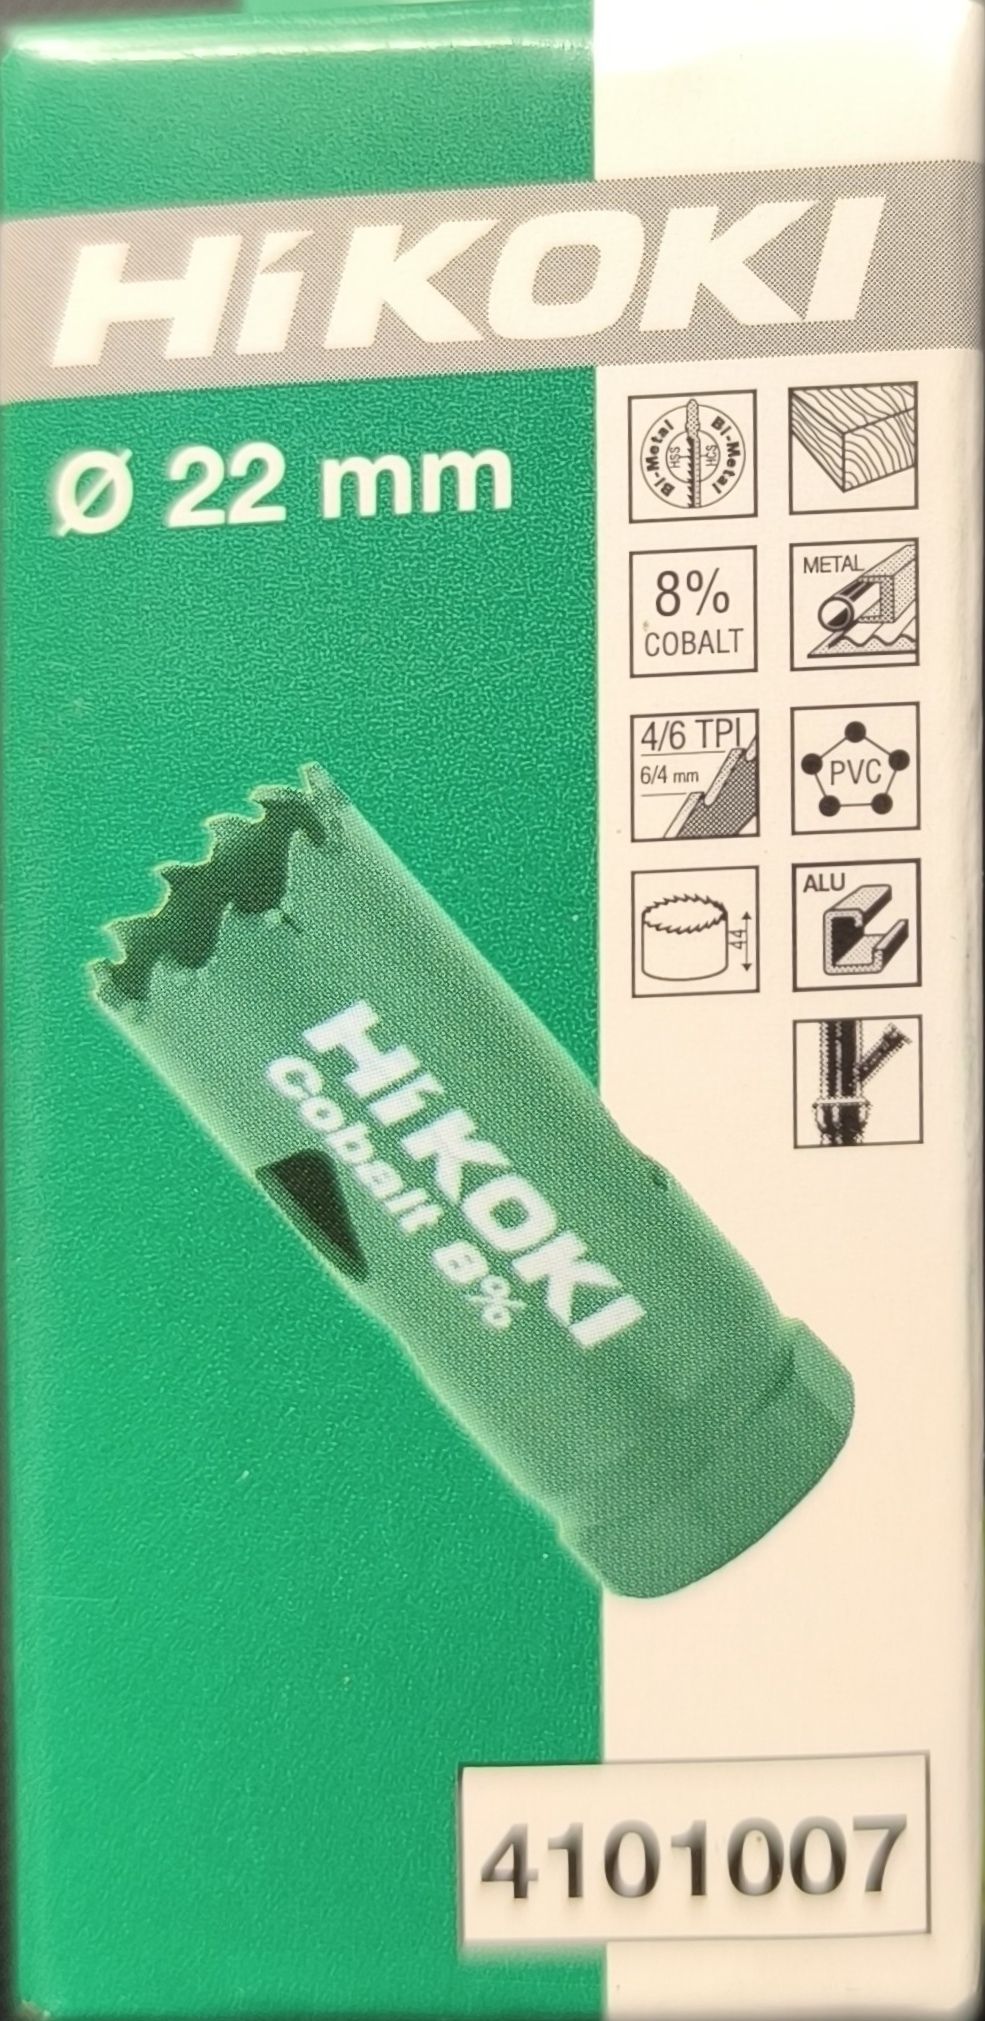 HiKOKI
Ø 22 mm
Bi-Metal
Bi-Metal
HSS
HCS
8%
COBALT
METAL
4/6 TPI
6/4 mm
PVC
44
ALU
HiKOKI
Cobalt 8%
4101007